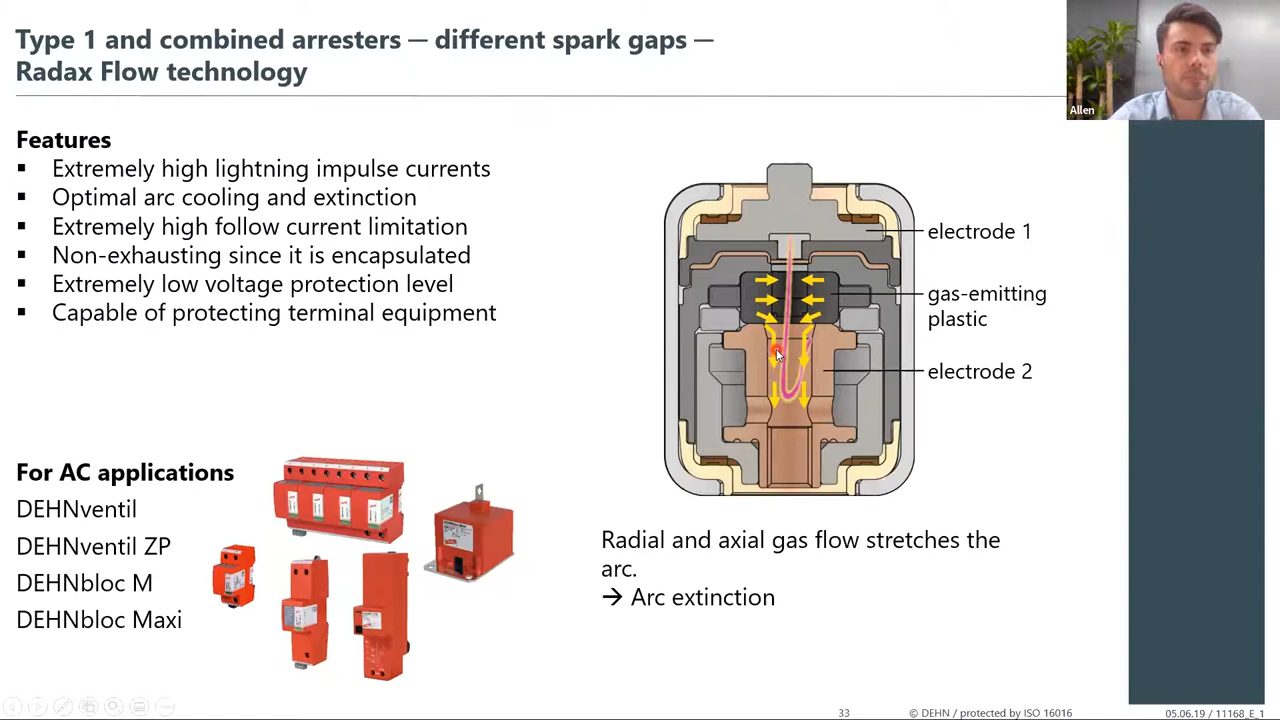 Type 1 and combined arresters — different spark gaps —
Radax Flow technology
Allen
Features
▪ Extremely high lightning impulse currents
▪ Optimal arc cooling and extinction
▪ Extremely high follow current limitation
▪ Non-exhausting since it is encapsulated
▪ Extremely low voltage protection level
▪ Capable of protecting terminal equipment
electrode 1
gas-emitting
plastic
electrode 2
For AC applications
DEHNventil
DEHNventil ZP
DEHNbloc M
DEHNbloc Maxi
Radial and axial gas flow stretches the
arc.
→ Arc extinction
33
© DEHN / protected by ISO 16016
05.06.19 / 11168_E_1